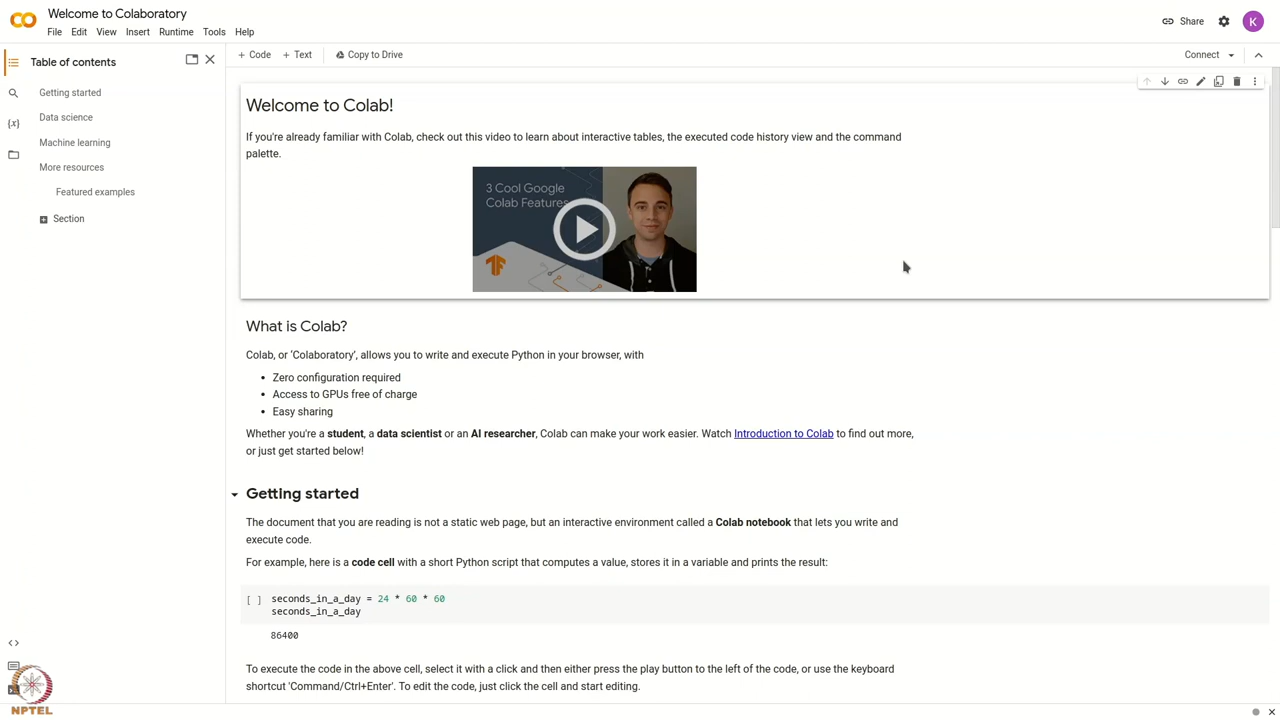 Welcome to Colaboratory
File Edit View Insert Runtime Tools Help
Share
K
Table of contents
Getting started
Data science
Machine learning
More resources
Featured examples
Section
+ Code + Text Copy to Drive
Connect
Welcome to Colab!
If you're already familiar with Colab, check out this video to learn about interactive tables, the executed code history view and the command
palette.
3 Cool Google
Colab Features
What is Colab?
Colab, or 'Colaboratory', allows you to write and execute Python in your browser, with
• Zero configuration required
• Access to GPUs free of charge
• Easy sharing
Whether you're a student, a data scientist or an AI researcher, Colab can make your work easier. Watch Introduction to Colab to find out more,
or just get started below!
Getting started
The document that you are reading is not a static web page, but an interactive environment called a Colab notebook that lets you write and
execute code.
For example, here is a code cell with a short Python script that computes a value, stores it in a variable and prints the result:
[ ] seconds_in_a_day = 24 * 60 * 60
seconds_in_a_day
86400
To execute the code in the above cell, select it with a click and then either press the play button to the left of the code, or use the keyboard
shortcut 'Command/Ctrl+Enter'. To edit the code, just click the cell and start editing.
NPTEL